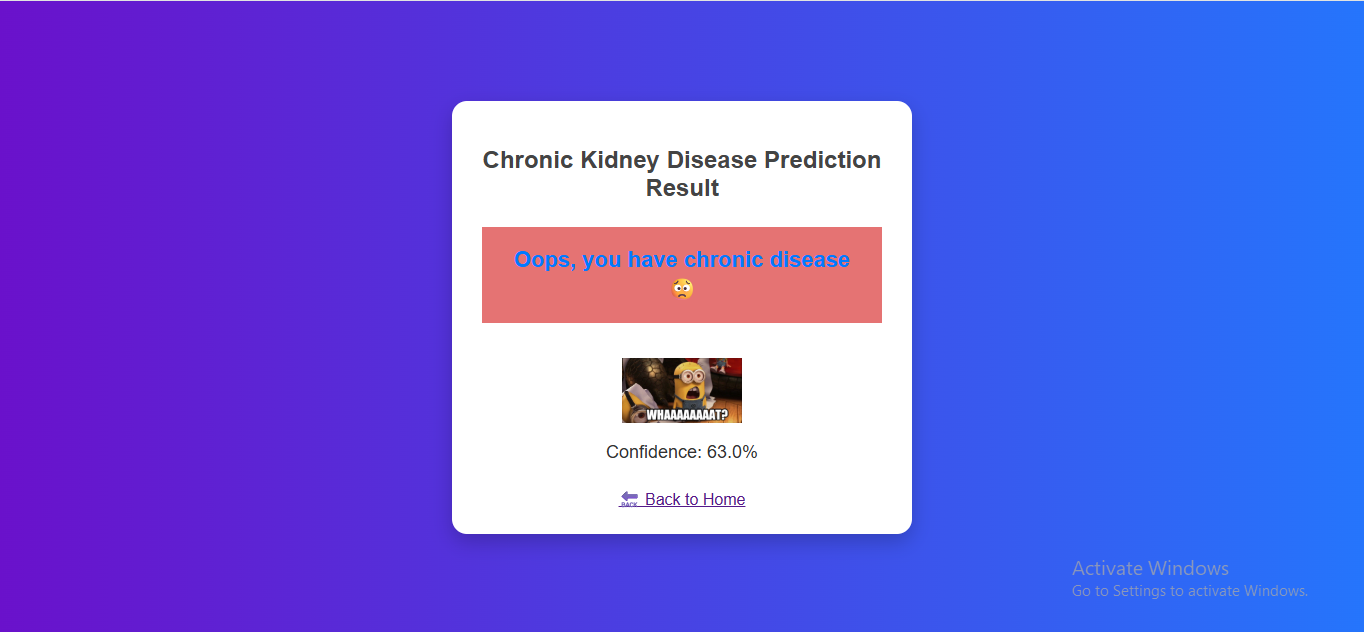 Chronic Kidney Disease Prediction
Result
Oops, you have chronic disease
😳
WHAAAAAAAAT?
Confidence: 63.0%
BACK Back to Home
Activate Windows
Go to Settings to activate Windows.